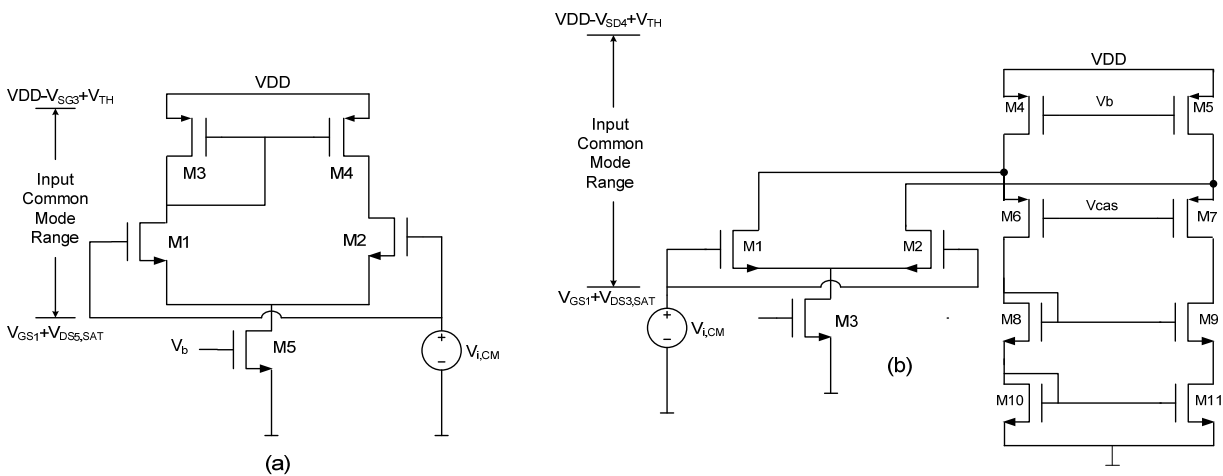 VDD-VSG3+VTH
Input
Common
Mode
Range
VGS1+VDS5,SAT
VDD
M3
M4
M1
M2
Vb
M5
+
−
Vi,CM
(a)
VDD-VSD4+VTH
Input
Common
Mode
Range
VGS1+VDS3,SAT
VDD
M4
Vb
M5
M6
Vcas
M7
M1
M2
M3
+
−
Vi,CM
M8
M9
M10
M11
(b)